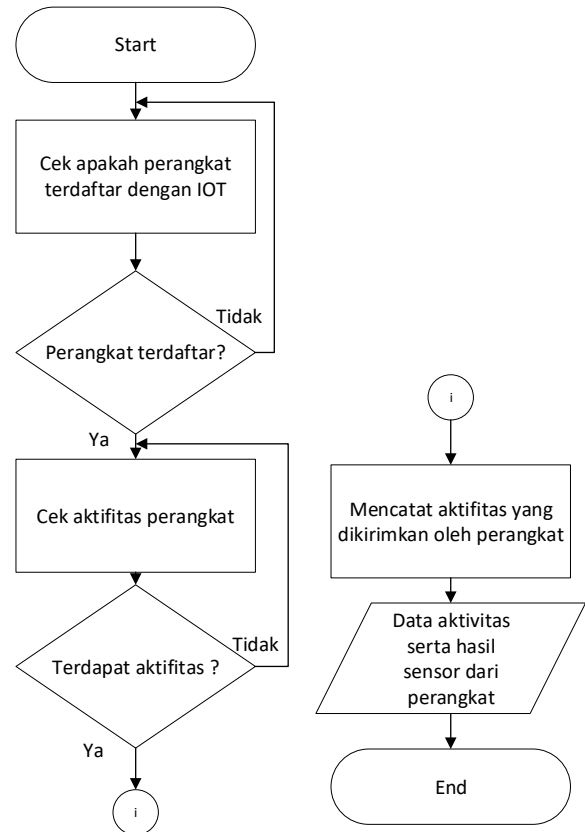 Start
Cek apakah perangkat
terdaftar dengan IOT
Tidak
Perangkat terdaftar?
Ya
Cek aktifitas perangkat
Tidak
Terdapat aktifitas ?
Ya
i
i
Mencatat aktifitas yang
dikirimkan oleh perangkat
Data aktivitas
serta hasil
sensor dari
perangkat
End